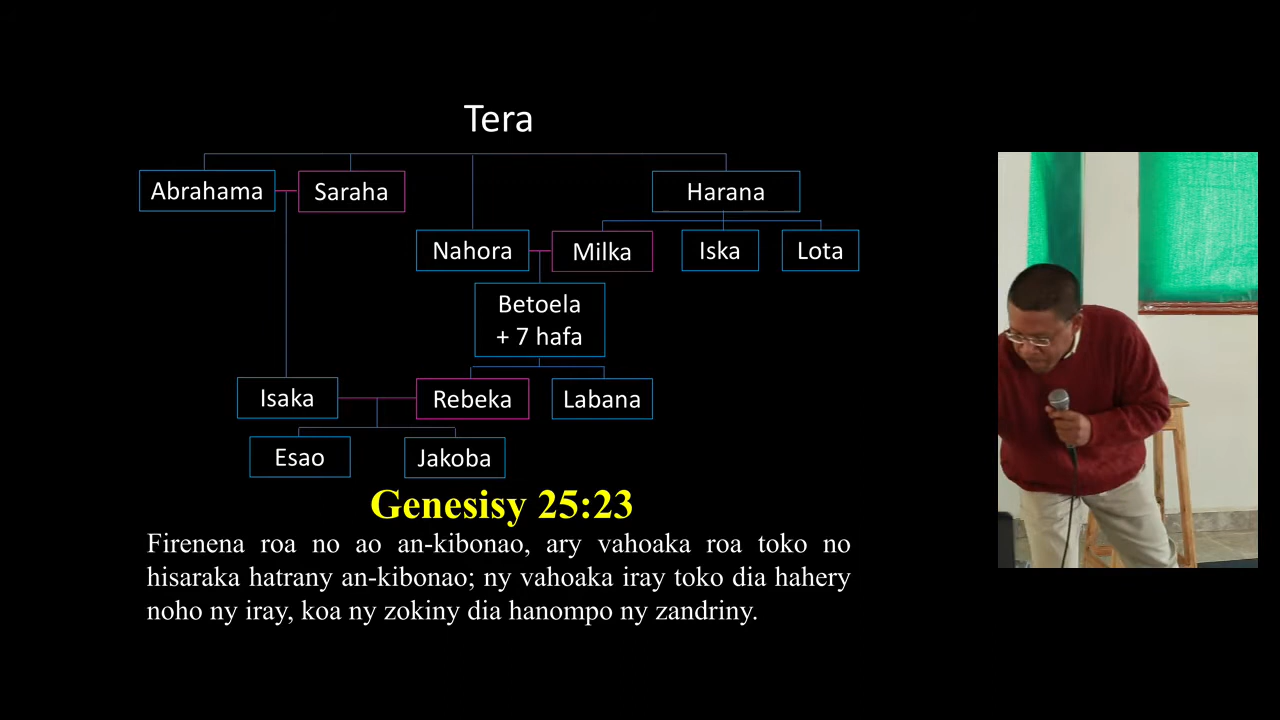 Tera
Abrahama
Saraha
Harana
Nahora
Milka
Iska
Lota
Betoela
+ 7 hafa
Isaka
Rebeka
Labana
Esao
Jakoba
Genesisy 25:23
Firenena roa no ao an-kibonao, ary vahoaka roa toko no
hisaraka hatrany an-kibonao; ny vahoaka iray toko dia hahery
noho ny iray, koa ny zokiny dia hanompo ny zandriny.